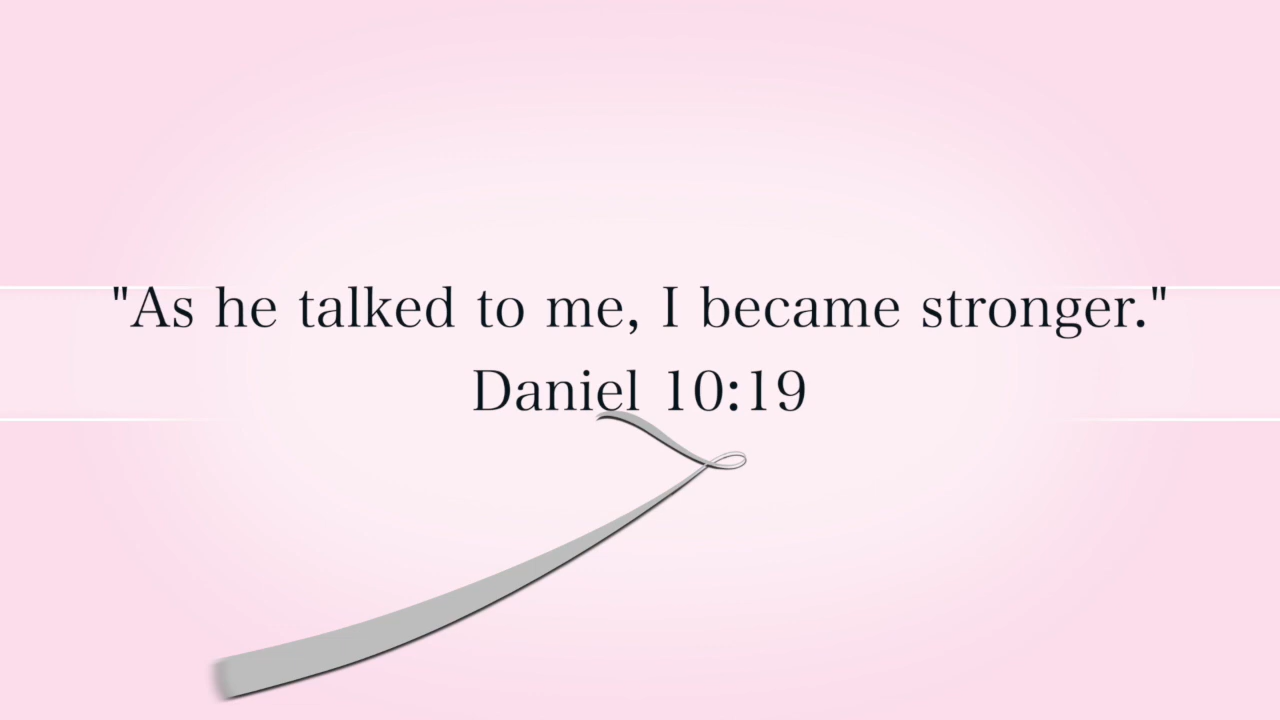 "As he talked to me, I became stronger."
Daniel 10:19